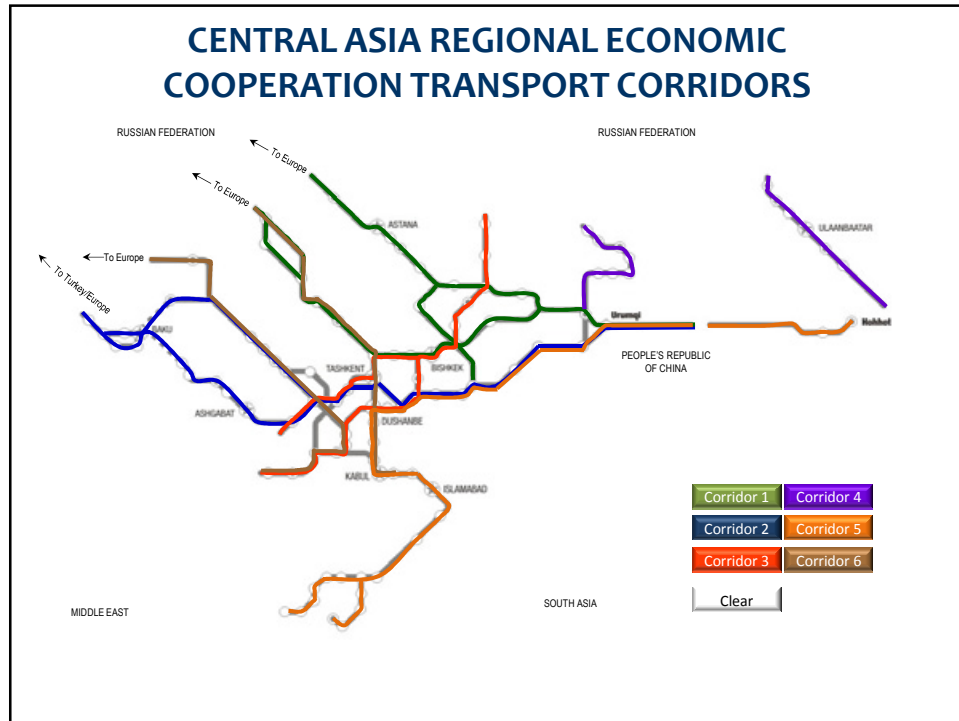 CENTRAL ASIA REGIONAL ECONOMIC
COOPERATION TRANSPORT CORRIDORS
RUSSIAN FEDERATION
RUSSIAN FEDERATION
To Europe
To Europe
ASTANA
ULAANBAATAR
To Europe
To Turkey/Europe
Urumqi
Hohhot
BAKU
PEOPLE'S REPUBLIC
OF CHINA
TASHKENT
BISHKEK
ASHGABAT
DUSHANBE
KABUL
ISLAMABAD
Corridor 1
Corridor 4
Corridor 2
Corridor 5
Corridor 3
Corridor 6
Clear
MIDDLE EAST
SOUTH ASIA